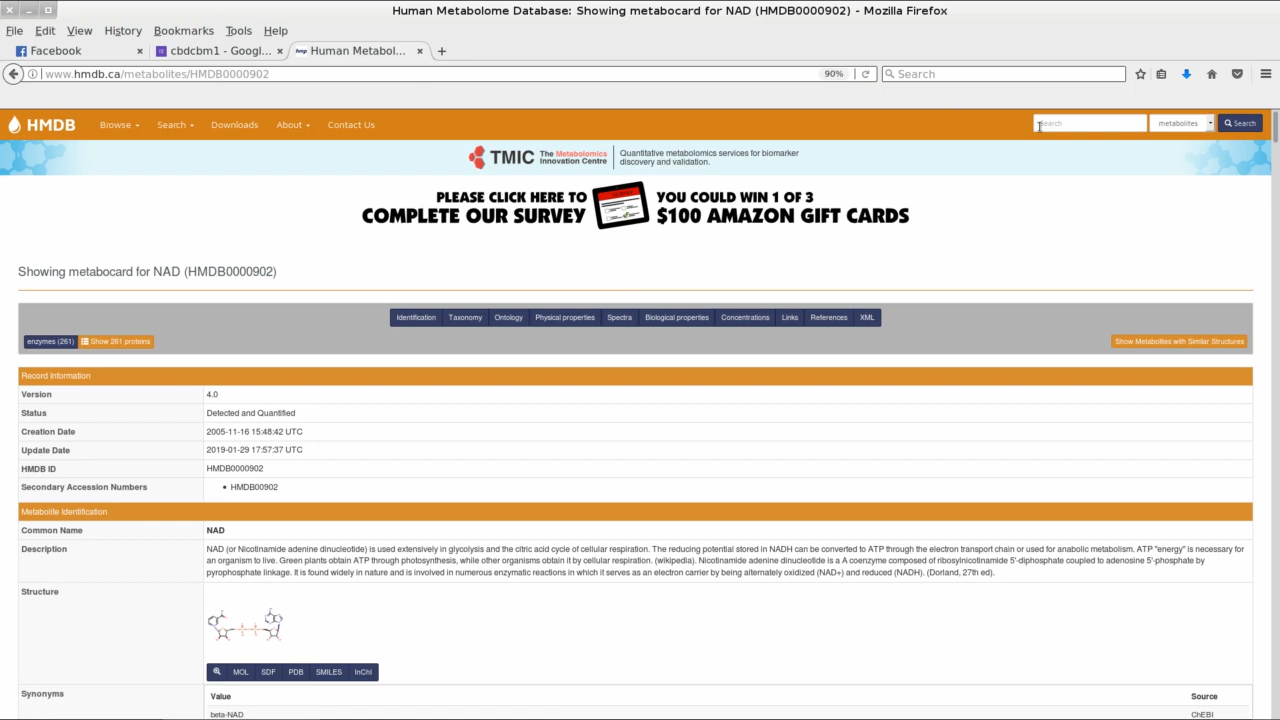 Human Metabolome Database: Showing metabocard for NAD (HMDB0000902) - Mozilla Firefox
File Edit View History Bookmarks Tools Help
Facebook × cbdcbm1 - Googl... × Human Metabol... × +
www.hmdb.ca/metabolites/HMDB0000902 90% Search
HMDB Browse Search Downloads About Contact Us Search metabolites Search
TMIC The Metabolomics Innovation Centre
Quantitative metabolomics services for biomarker
discovery and validation.
PLEASE CLICK HERE TO
COMPLETE OUR SURVEY
YOU COULD WIN 1 OF 3
$100 AMAZON GIFT CARDS
Showing metabocard for NAD (HMDB0000902)
Identification Taxonomy Ontology Physical properties Spectra Biological properties Concentrations Links References XML
enzymes (261) Show 261 proteins Show Metabolites with Similar Structures
Record Information
Version 4.0
Status Detected and Quantified
Creation Date 2005-11-16 15:48:42 UTC
Update Date 2019-01-29 17:57:37 UTC
HMDB ID HMDB0000902
Secondary Accession Numbers • HMDB00902
Metabolite Identification
Common Name NAD
Description NAD (or Nicotinamide adenine dinucleotide) is used extensively in glycolysis and the citric acid cycle of cellular respiration. The reducing potential stored in NADH can be converted to ATP through the electron transport chain or used for anabolic metabolism. ATP "energy" is necessary for
an organism to live. Green plants obtain ATP through photosynthesis, while other organisms obtain it by cellular respiration. (wikipedia). Nicotinamide adenine dinucleotide is a A coenzyme composed of ribosylnicotinamide 5'-diphosphate coupled to adenosine 5'-phosphate by
pyrophosphate linkage. It is found widely in nature and is involved in numerous enzymatic reactions in which it serves as an electron carrier by being alternately oxidized (NAD+) and reduced (NADH). (Dorland, 27th ed).
Structure
MOL SDF PDB SMILES InChI
Synonyms Value Source
beta-NAD ChEBI